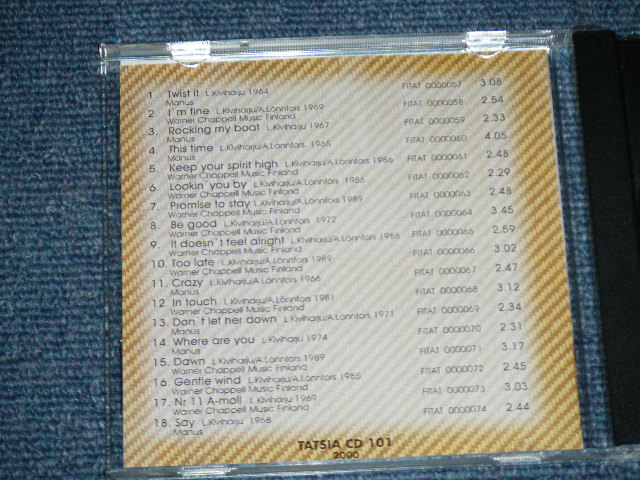 1. Twist it L.Kiviharju 1964 FITAT 0000057 3.08
Manus
2. I´m fine L.Kiviharju/A.Lönnfors 1969 FITAT 0000058 2.54
Warner Chappell Music Finland
3. Rocking my boat L.Kiviharju 1967 FITAT 0000059 2.33
Manus
4. This time L.Kiviharju/A.Lönnfors 1965 FITAT 0000060 4.05
Manus
5. Keep your spirit high L.Kiviharju/A.Lönnfors 1986 FITAT 0000061 2.48
Warner Chappell Music Finland
6. Lookin´you by L.Kiviharju/A.Lönnfors 1986 FITAT 0000062 2.29
Warner Chappell Music Finland
7. Promise to stay L.Kiviharju/A.Lönnfors 1989 FITAT 0000063 2.48
Warner Chappell Music Finland
8. Be good L.Kiviharju/A.Lönnfors 1972 FITAT 0000064 3.45
Warner Chappell Music Finland
9. It doesn´t feel alright L.Kiviharju/A.Lönnfors 1986 FITAT 0000065 2.59
Warner Chappell Music Finland
10. Too late L.Kiviharju/A.Lönnfors 1989 FITAT 0000066 3.02
Warner Chappell Music Finland
11. Crazy L.Kiviharju 1966 FITAT 0000067 2.47
Manus
12. In touch L.Kiviharju/A.Lönnfors 1981 FITAT 0000068 3.12
Warner Chappell Music Finland
13. Don´t let her down L.Kiviharju/A.Lönnfors 1971 FITAT 0000069 2.34
Manus
14. Where are you L.Kiviharju 1974 FITAT 0000070 2.31
Manus
15. Dawn L.Kiviharju/A.Lönnfors 1989 FITAT 0000071 3.17
Warner Chappell Music Finland
16. Gentle wind L.Kiviharju/A.Lönnfors 1985 FITAT 0000072 2.45
Warner Chappell Music Finland
17. Nr 11 A-moll L.Kiviharju 1969 FITAT 0000073 3.03
Warner Chappell Music Finland
18. Say L.Kiviharju 1968 FITAT 0000074 2.44
Manus
TATSIA CD 101
2000